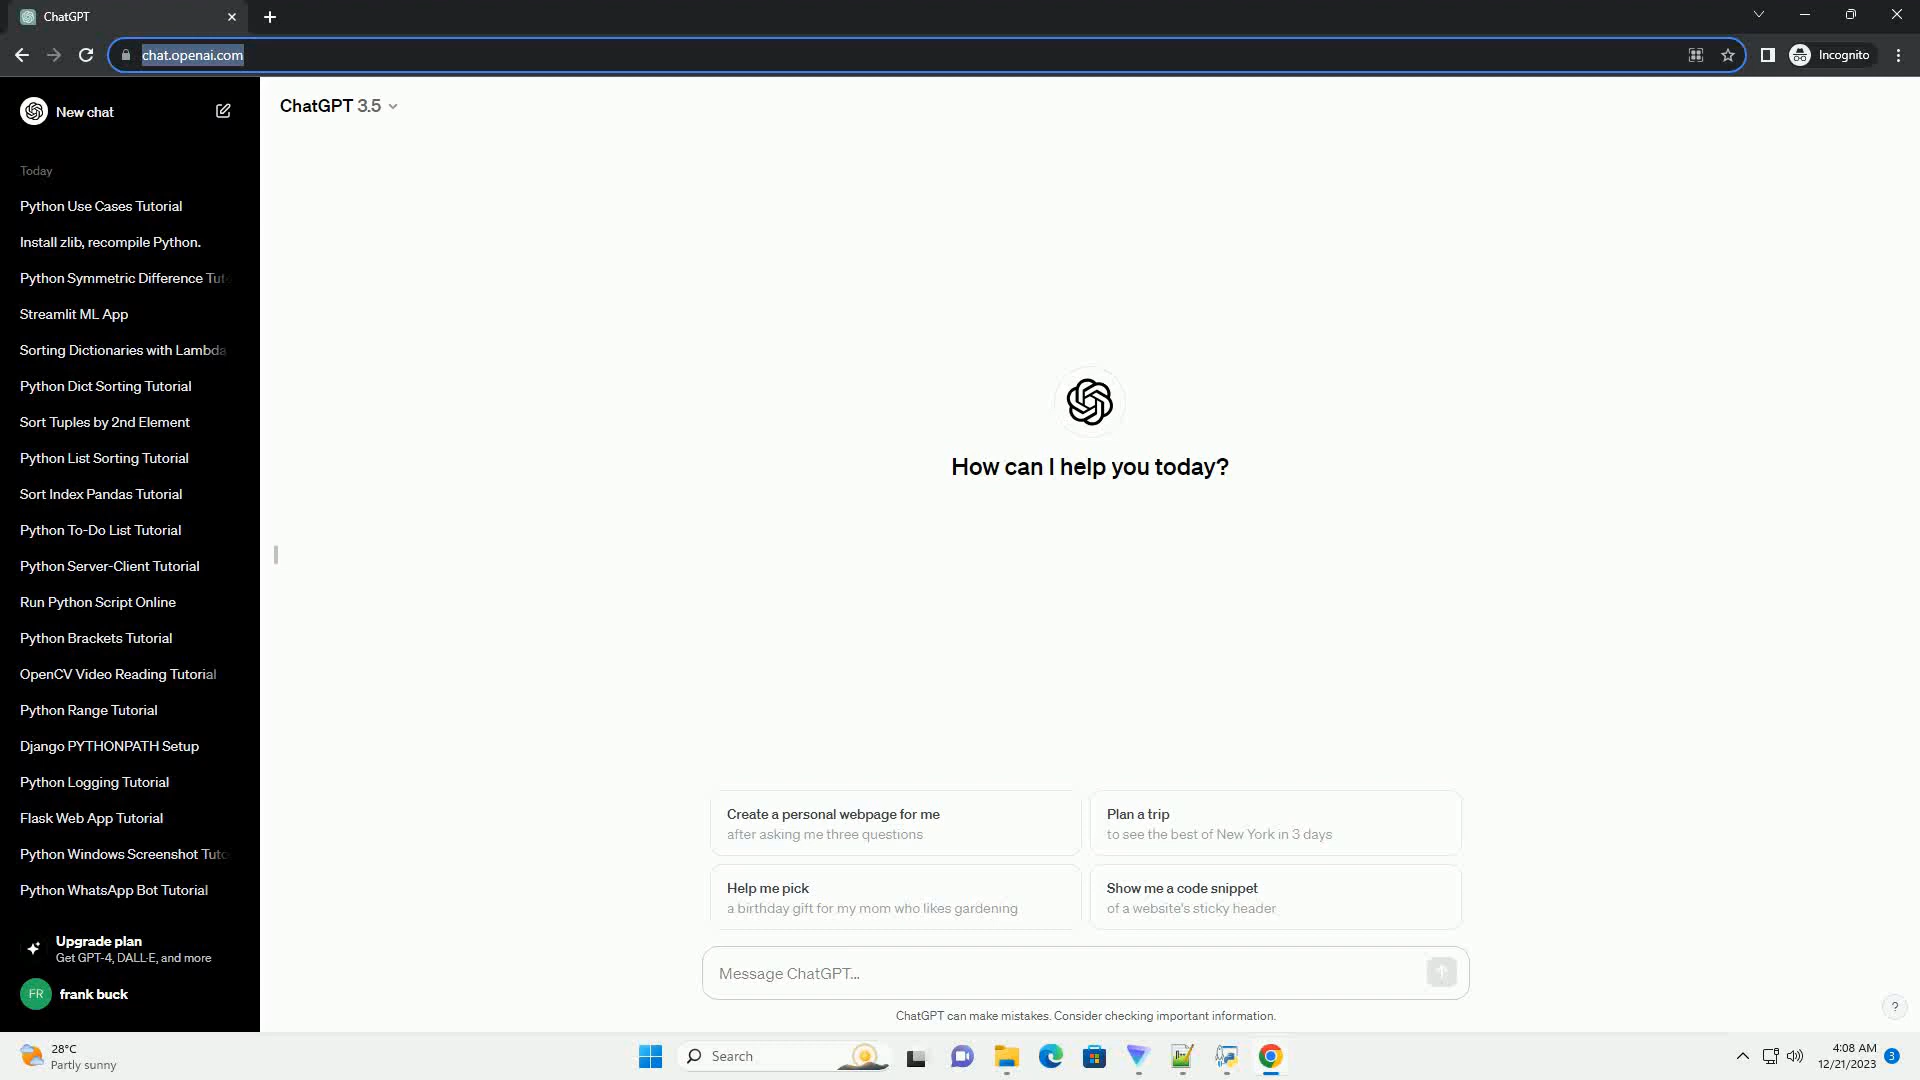 ChatGPT
chat.openai.com
Incognito
New chat
ChatGPT 3.5
Today
Python Use Cases Tutorial
Install zlib, recompile Python.
Python Symmetric Difference Tut
Streamlit ML App
Sorting Dictionaries with Lambda
Python Dict Sorting Tutorial
Sort Tuples by 2nd Element
Python List Sorting Tutorial
Sort Index Pandas Tutorial
Python To-Do List Tutorial
Python Server-Client Tutorial
Run Python Script Online
Python Brackets Tutorial
OpenCV Video Reading Tutorial
Python Range Tutorial
Django PYTHONPATH Setup
Python Logging Tutorial
Flask Web App Tutorial
Python Windows Screenshot Tuto
Python WhatsApp Bot Tutorial
Upgrade plan
Get GPT-4, DALL·E, and more
FR
frank buck
How can I help you today?
Create a personal webpage for me
after asking me three questions
Plan a trip
to see the best of New York in 3 days
Help me pick
a birthday gift for my mom who likes gardening
Show me a code snippet
of a website's sticky header
Message ChatGPT...
ChatGPT can make mistakes. Consider checking important information.
?
28°C
Partly sunny
Search
4:08 AM
12/21/2023
3